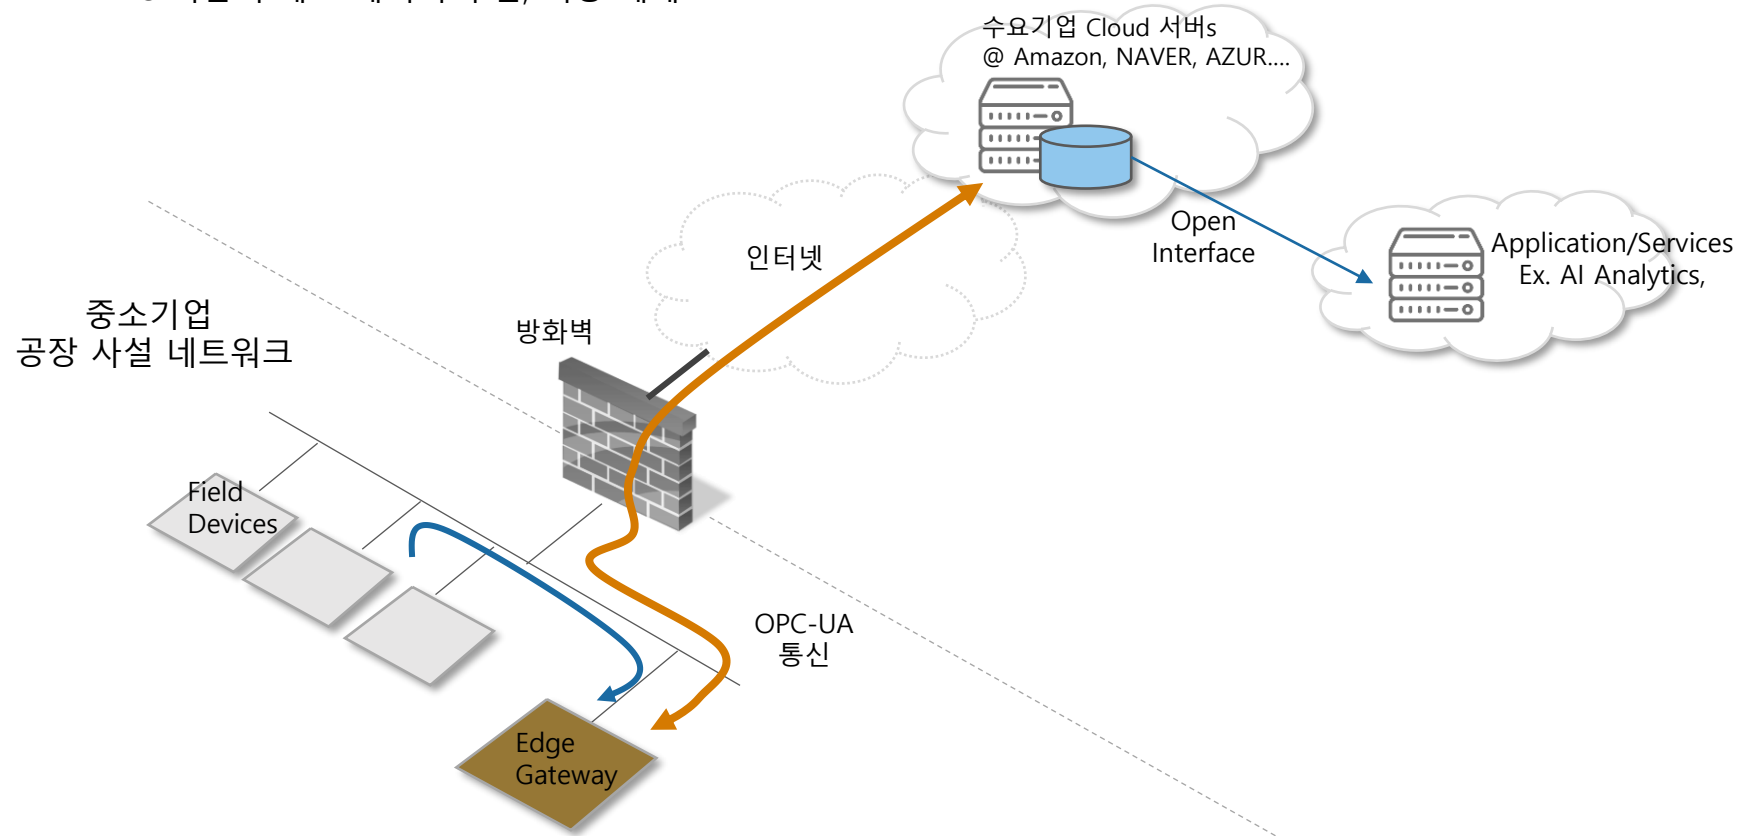 수요기업 Cloud 서버s
@ Amazon, NAVER, AZUR....
Open
Interface
Application/Services
Ex. AI Analytics,
인터넷
방화벽
중소기업
공장 사설 네트워크
Field
Devices
OPC-UA
통신
Edge
Gateway